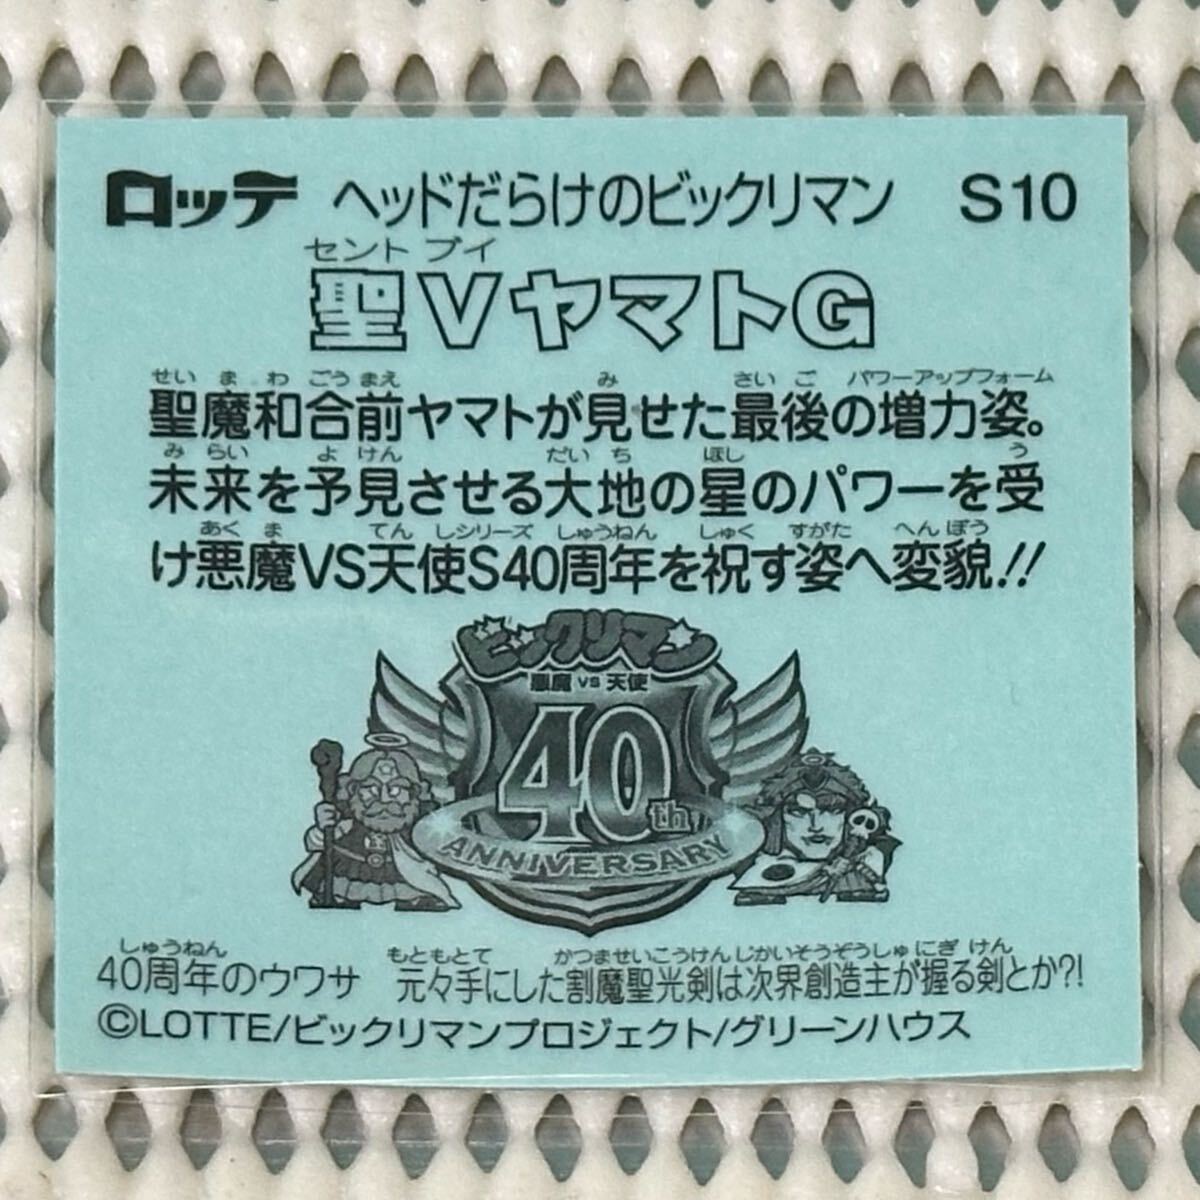 ロッテ ヘッドだらけのビックリマン S10
セント ブイ
聖VヤマトG
せい ま わ ごう まえ み さい ご パワーアップフォーム
聖魔和合前ヤマトが見せた最後の増力姿。
み らい よ けん だい ち ほし う
未来を予見させる大地の星のパワーを受
あく ま てん しシリーズ しゅうねん しゅく すがた へん ぼう
け悪魔VS天使S40周年を祝す姿へ変貌!!
ビックリマン
悪魔 VS 天使
40th
ANNIVERSARY
しゅうねん もともとて かつませいこうけん じかいそうぞうしゅ にぎ けん
40周年のウワサ 元々手にした割魔聖光剣は次界創造主が握る剣とか?!
©LOTTE/ビックリマンプロジェクト/グリーンハウス